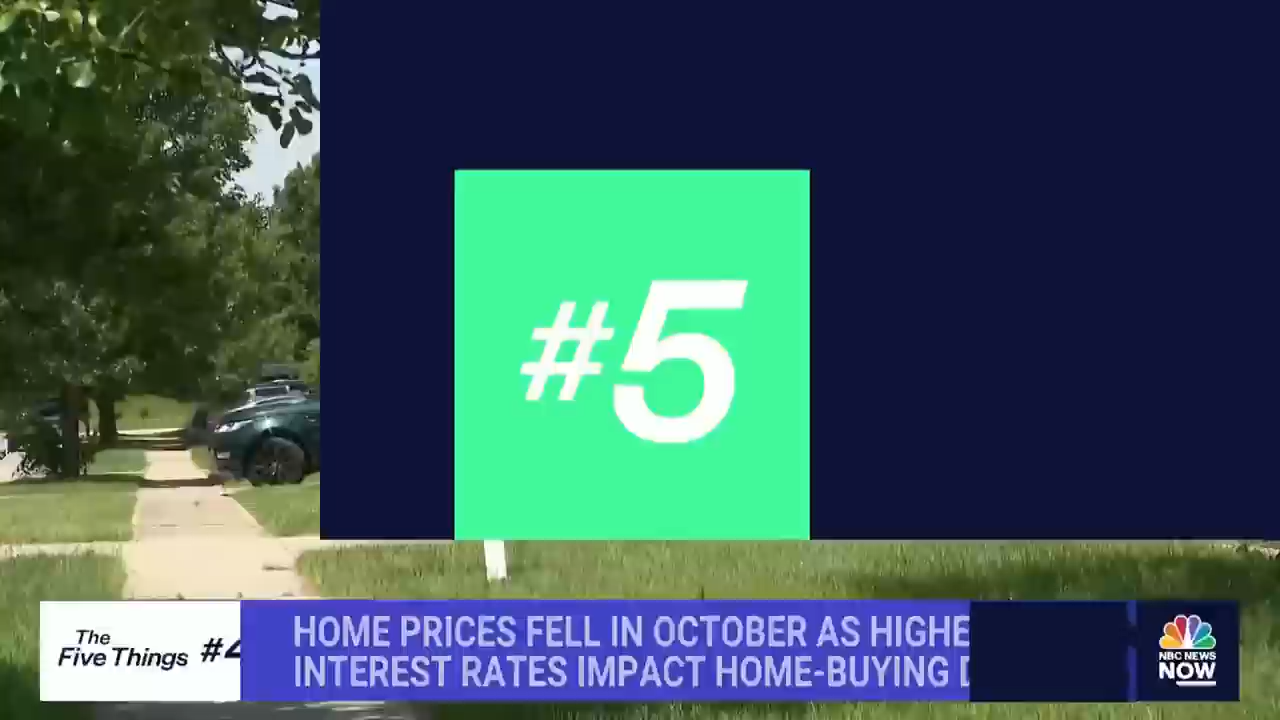 #5
The
Five Things
#4
HOME PRICES FELL IN OCTOBER AS HIGHE
INTEREST RATES IMPACT HOME-BUYING D
NBC NEWS
NOW